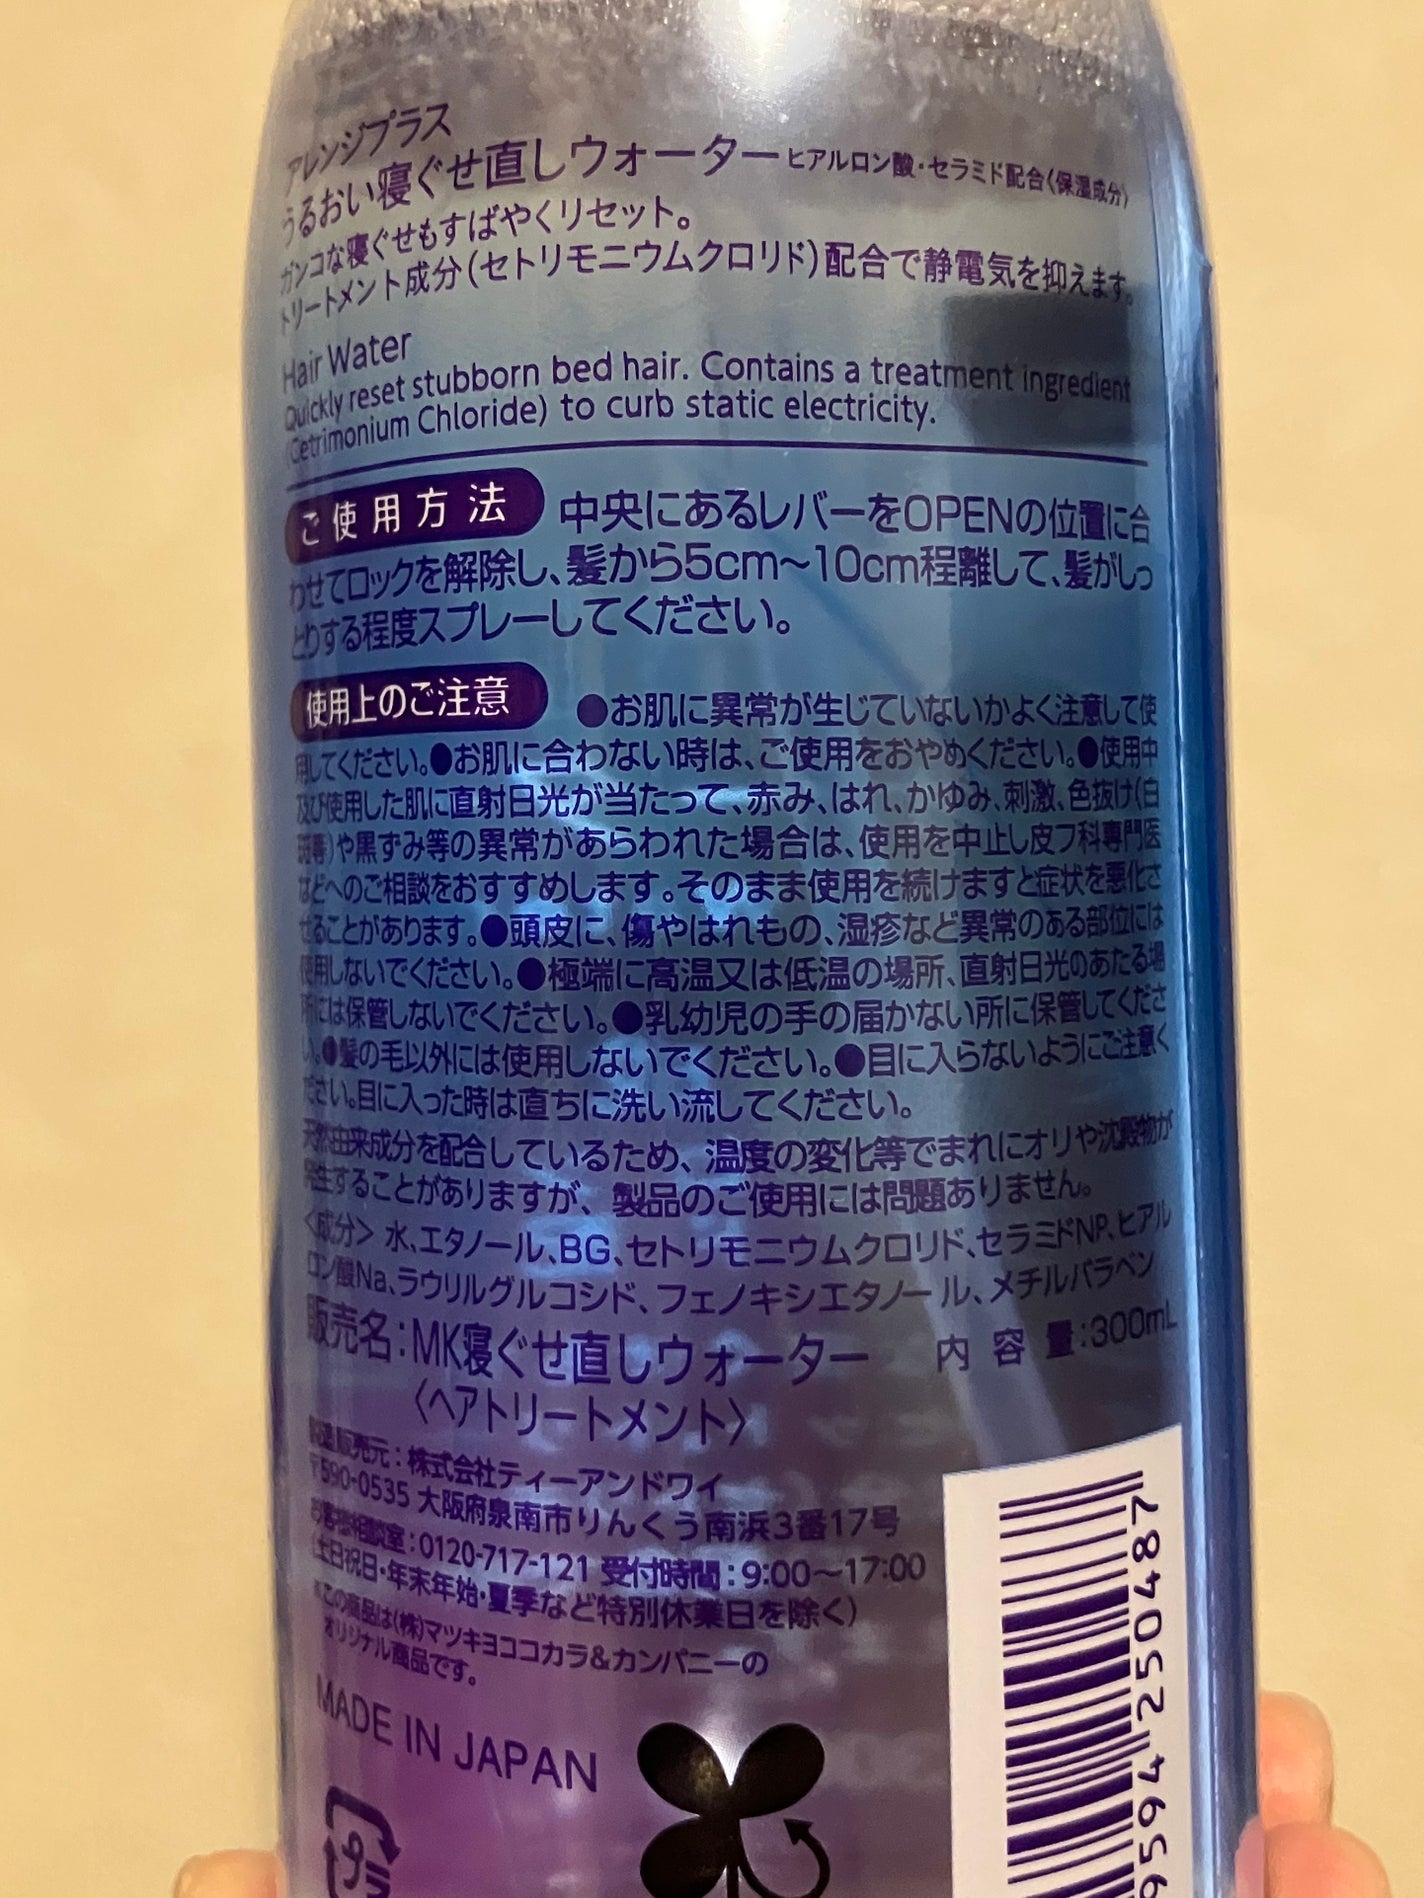 アレンジプラス
うるおい寝ぐせ直しウォーター ヒアルロン酸・セラミド配合〈保湿成分〉
ガンコな寝ぐせもすばやくリセット。
トリートメント成分(セトリモニウムクロリド)配合で静電気を抑えます。
Hair Water
Quickly reset stubborn bed hair. Contains a treatment ingredient
(Cetrimonium Chloride) to curb static electricity.
ご使用方法 中央にあるレバーをOPENの位置に合
わせてロックを解除し、髪から5cm～10cm程離して、髪がしっ
とりする程度スプレーしてください。
使用上のご注意 ●お肌に異常が生じていないかよく注意して使
用してください。●お肌に合わない時は、ご使用をおやめください。●使用中
及び使用した肌に直射日光が当たって、赤み、はれ、かゆみ、刺激、色抜け(白
斑等)や黒ずみ等の異常があらわれた場合は、使用を中止し皮フ科専門医
などへのご相談をおすすめします。そのまま使用を続けますと症状を悪化さ
せることがあります。●頭皮に、傷やはれもの、湿疹など異常のある部位には
使用しないでください。●極端に高温又は低温の場所、直射日光のあたる場
所には保管しないでください。●乳幼児の手の届かない所に保管してくださ
い。●髪の毛以外には使用しないでください。●目に入らないようにご注意く
ださい。目に入った時は直ちに洗い流してください。
天然由来成分を配合しているため、温度の変化等でまれにオリや沈殿物が
発生することがありますが、製品のご使用には問題ありません。
〈成分〉水、エタノール、BG、セトリモニウムクロリド、セラミドNP、ヒアル
ロン酸Na、ラウリルグルコシド、フェノキシエタノール、メチルパラベン
販売名：MK寝ぐせ直しウォーター 内容量：300mL
〈ヘアトリートメント〉
製造販売元：株式会社ティーアンドワイ
〒590-0535 大阪府泉南市りんくう南浜3番17号
お客様相談室：0120-717-121 受付時間：9:00～17:00
(土日祝日・年末年始・夏季など特別休業日を除く)
※この商品は(株)マツキヨココカラ&カンパニーの
オリジナル商品です。
MADE IN JAPAN
プラ